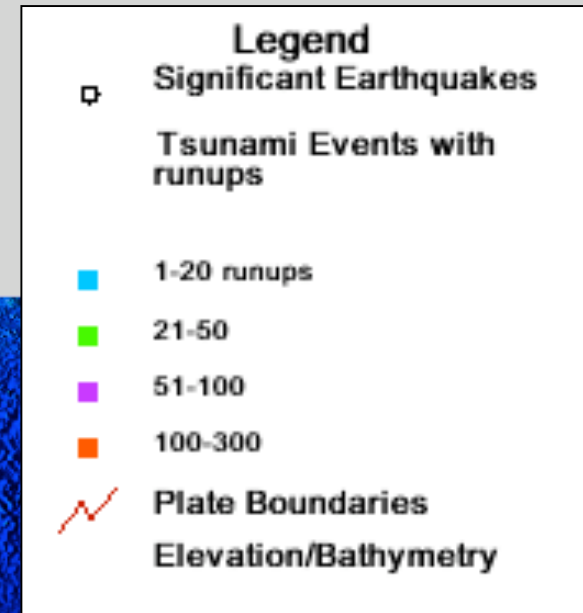 Legend
Significant Earthquakes
Tsunami Events with
runups
1-20 runups
21-50
51-100
100-300
Plate Boundaries
Elevation/Bathymetry